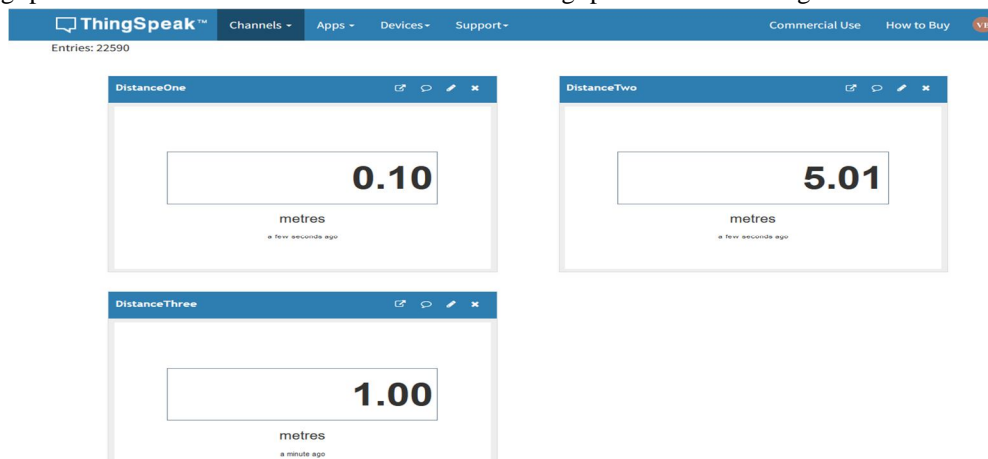 ThingSpeak™ Channels Apps Devices Support Commercial Use How to Buy
Entries: 22590
DistanceOne DistanceTwo
0.10 5.01
metres metres
a few seconds ago a few seconds ago
DistanceThree
1.00
metres
a minute ago